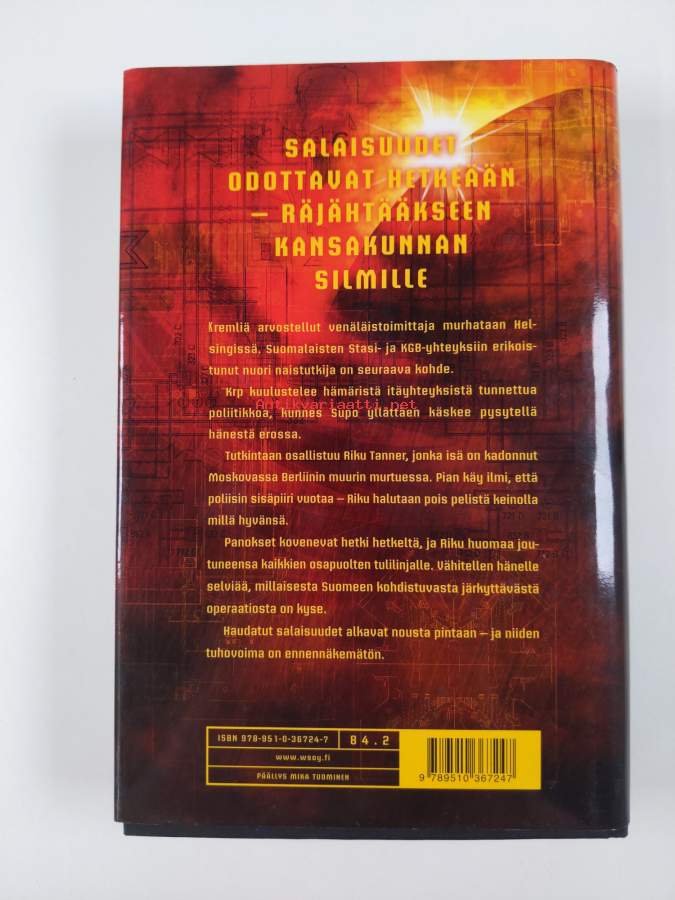 SALAISUUDET
ODOTTAVAT HETKEÄÄN
– RÄJÄHTÄÄKSEEN
KANSAKUNNAN
SILMILLE
Kremliä arvostellut venäläistoimittaja murhataan Hel-
singissä. Suomalaisten Stasi- ja KGB-yhteyksiin erikois-
tunut nuori naistutkija on seuraava kohde.
Krp kuulustelee hämäristä itäyhteyksistä tunnettua
Antikvariaatti.net
poliitikkoa, kunnes Supo yllättäen käskee pysytellä
hänestä erossa.
Tutkintaan osallistuu Riku Tanner, jonka isä on kadonnut
Moskovassa Berliinin muurin murtuessa. Pian käy ilmi, että
poliisin sisäpiiri vuotaa – Riku halutaan pois pelistä keinolla
millä hyvänsä.
Panokset kovenevat hetki hetkeltä, ja Riku huomaa jou-
tuneensa kaikkien osapuolten tulilinjalle. Vähitellen hänelle
selviää, millaisesta Suomeen kohdistuvasta järkyttävästä
operaatiosta on kyse.
Haudatut salaisuudet alkavat nousta pintaan – ja niiden
tuhovoima on ennennäkemätön.
ISBN 978-951-0-36724-7
84.2
www.wsoy.fi
PÄÄLLYS MIKA TUOMINEN
9 789510 367247